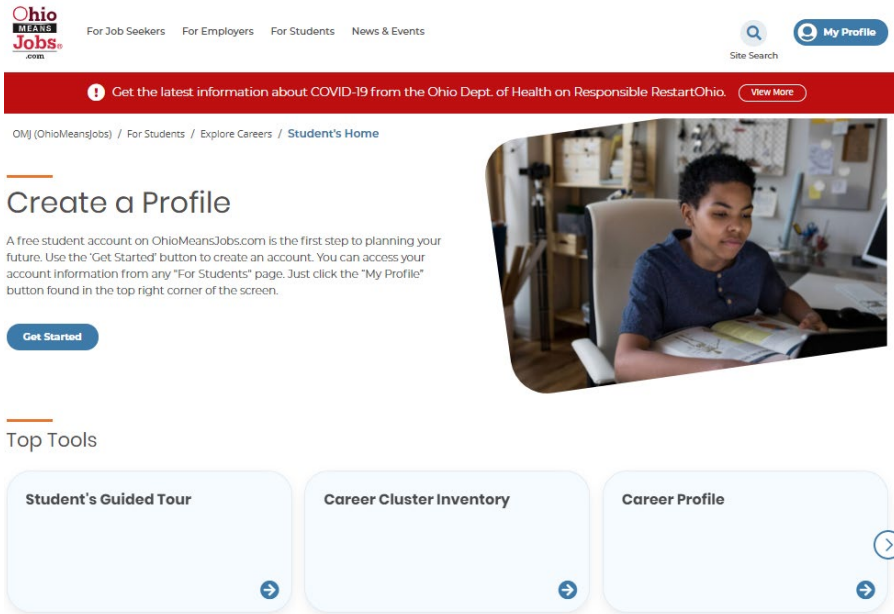 Ohio
MEANS
Jobs®
.com
For Job Seekers For Employers For Students News & Events
Site Search
My Profile
! Get the latest information about COVID-19 from the Ohio Dept. of Health on Responsible RestartOhio. View More
OMJ (OhioMeansJobs) / For Students / Explore Careers / Student's Home
Create a Profile
A free student account on OhioMeansJobs.com is the first step to planning your
future. Use the 'Get Started' button to create an account. You can access your
account information from any "For Students" page. Just click the "My Profile"
button found in the top right corner of the screen.
Get Started
Top Tools
Student's Guided Tour
Career Cluster Inventory
Career Profile